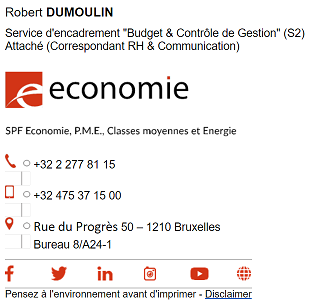 Robert DUMOULIN
Service d'encadrement "Budget & Contrôle de Gestion" (S2)
Attaché (Correspondant RH & Communication)
economie
SPF Economie, P.M.E., Classes moyennes et Energie
+32 2 277 81 15
+32 475 37 15 00
Rue du Progrès 50 – 1210 Bruxelles
Bureau 8/A24-1
Pensez à l'environnement avant d'imprimer - Disclaimer